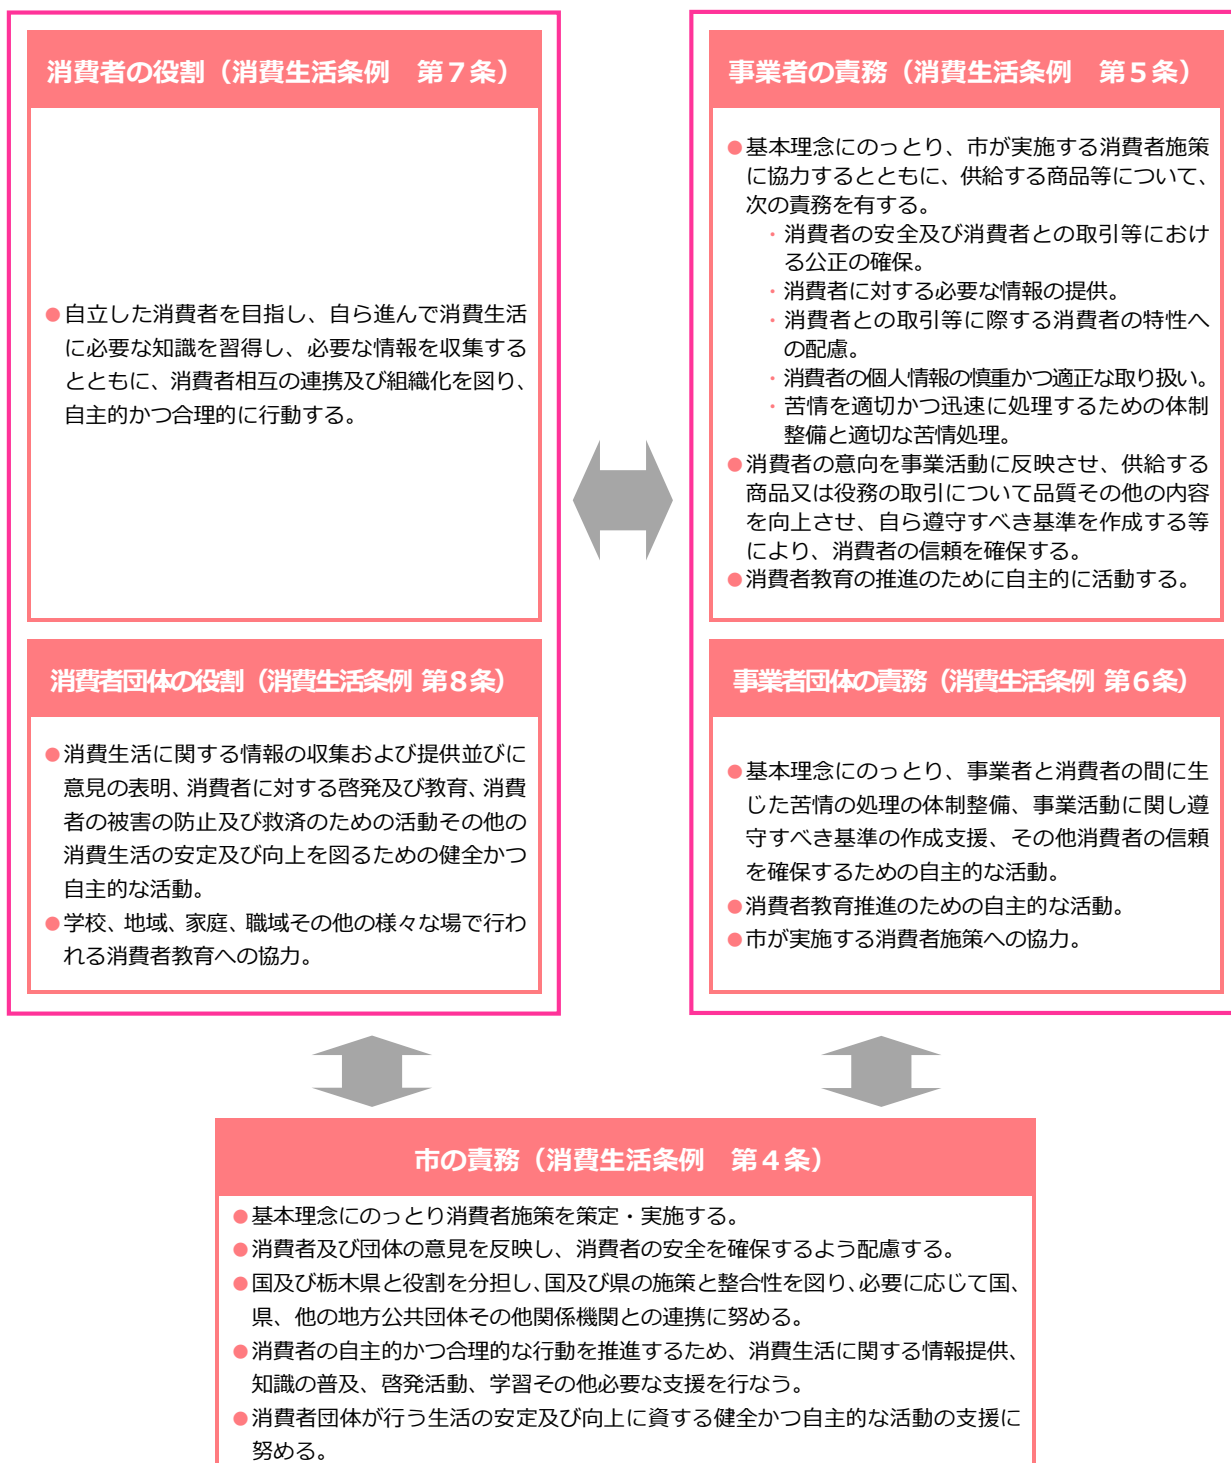 消費者の役割（消費生活条例　第７条）
●自立した消費者を目指し、自ら進んで消費生活
に必要な知識を習得し、必要な情報を収集する
とともに、消費者相互の連携及び組織化を図り、
自主的かつ合理的に行動する。
消費者団体の役割（消費生活条例 第８条）
●消費生活に関する情報の収集および提供並びに
意見の表明、消費者に対する啓発及び教育、消費
者の被害の防止及び救済のための活動その他の
消費生活の安定及び向上を図るための健全かつ
自主的な活動。
●学校、地域、家庭、職域その他の様々な場で行わ
れる消費者教育への協力。
事業者の責務（消費生活条例　第５条）
●基本理念にのっとり、市が実施する消費者施策
に協力するとともに、供給する商品等について、
次の責務を有する。
・消費者の安全及び消費者との取引等におけ
る公正の確保。
・消費者に対する必要な情報の提供。
・消費者との取引等に際する消費者の特性へ
の配慮。
・消費者の個人情報の慎重かつ適正な取り扱い。
・苦情を適切かつ迅速に処理するための体制
整備と適切な苦情処理。
●消費者の意向を事業活動に反映させ、供給する
商品又は役務の取引について品質その他の内容
を向上させ、自ら遵守すべき基準を作成する等
により、消費者の信頼を確保する。
●消費者教育の推進のために自主的に活動する。
事業者団体の責務（消費生活条例 第６条）
●基本理念にのっとり、事業者と消費者の間に生
じた苦情の処理の体制整備、事業活動に関し遵
守すべき基準の作成支援、その他消費者の信頼
を確保するための自主的な活動。
●消費者教育推進のための自主的な活動。
●市が実施する消費者施策への協力。
市の責務（消費生活条例　第４条）
●基本理念にのっとり消費者施策を策定・実施する。
●消費者及び団体の意見を反映し、消費者の安全を確保するよう配慮する。
●国及び栃木県と役割を分担し、国及び県の施策と整合性を図り、必要に応じて国、
県、他の地方公共団体その他関係機関との連携に努める。
●消費者の自主的かつ合理的な行動を推進するため、消費生活に関する情報提供、
知識の普及、啓発活動、学習その他必要な支援を行なう。
●消費者団体が行う生活の安定及び向上に資する健全かつ自主的な活動の支援に
努める。